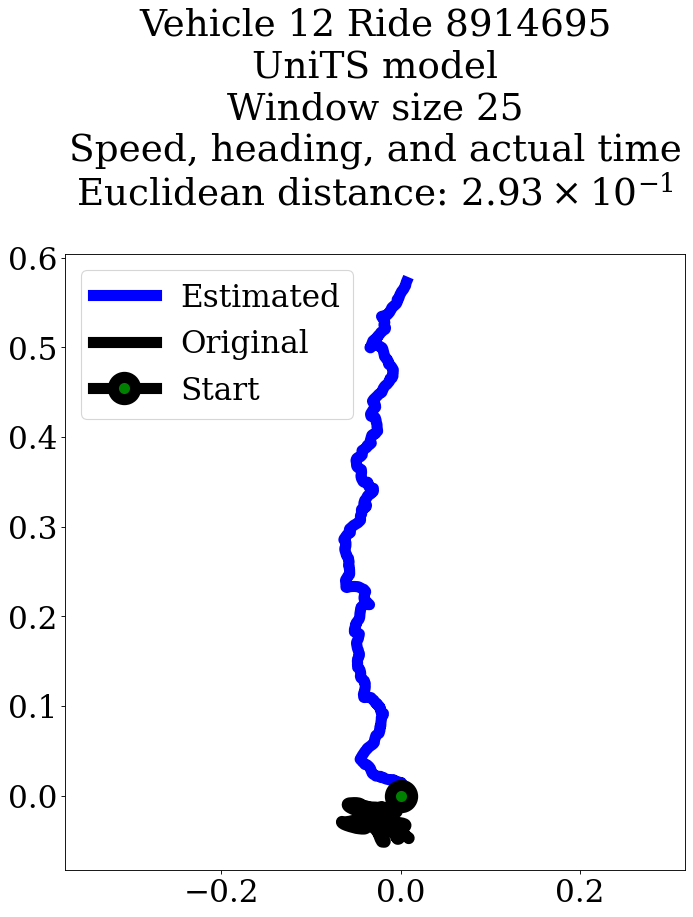 Vehicle 12 Ride 8914695
UniTS model
Window size 25
Speed, heading, and actual time
Euclidean distance: 2.93 × 10⁻¹
Estimated
Original
Start
0.6
0.5
0.4
0.3
0.2
0.1
0.0
−0.2 0.0 0.2